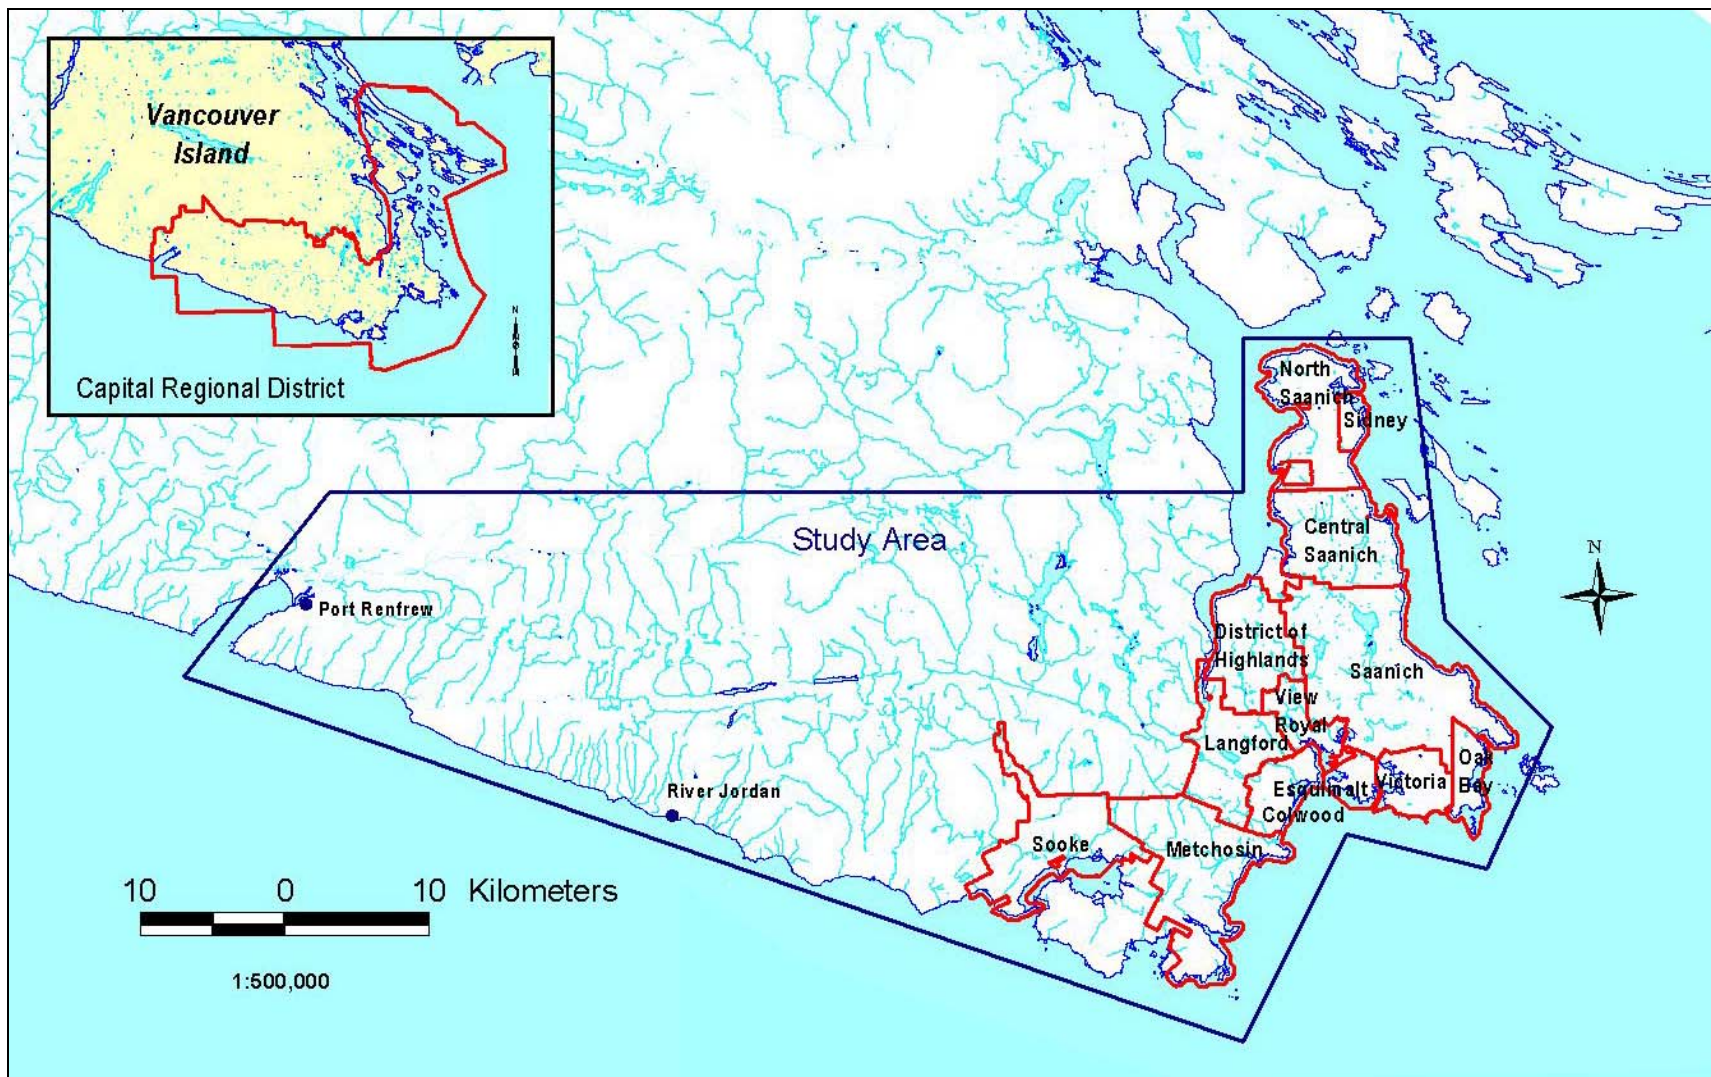 Vancouver
Island
N
Capital Regional District
North
Saanich
Sidney
Study Area
Central
Saanich
N
Port Renfrew
District of
Highlands
Saanich
View
Royal
Langford
Oak
Bay
Victoria
Esquimalt
Colwood
River Jordan
Sooke
Metchosin
10 0 10 Kilometers
1:500,000